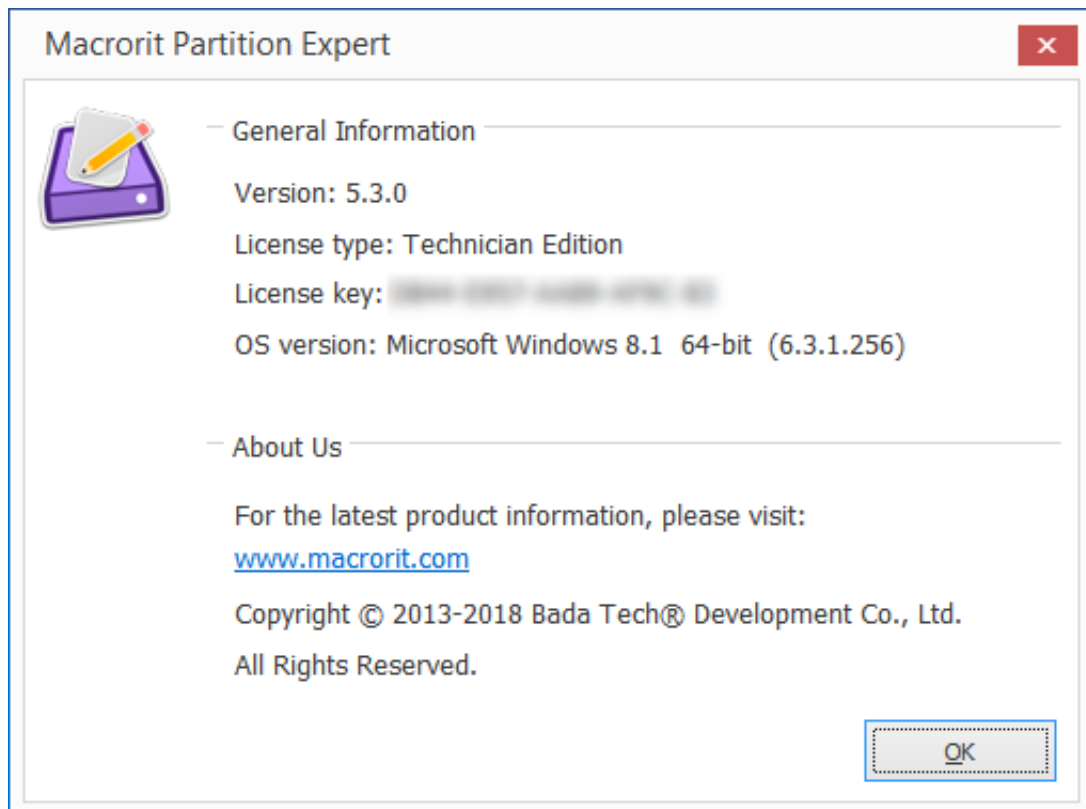 Macrorit Partition Expert
General Information
Version: 5.3.0
License type: Technician Edition
License key:
OS version: Microsoft Windows 8.1 64-bit (6.3.1.256)
About Us
For the latest product information, please visit:
www.macrorit.com
Copyright © 2013-2018 Bada Tech® Development Co., Ltd.
All Rights Reserved.
OK